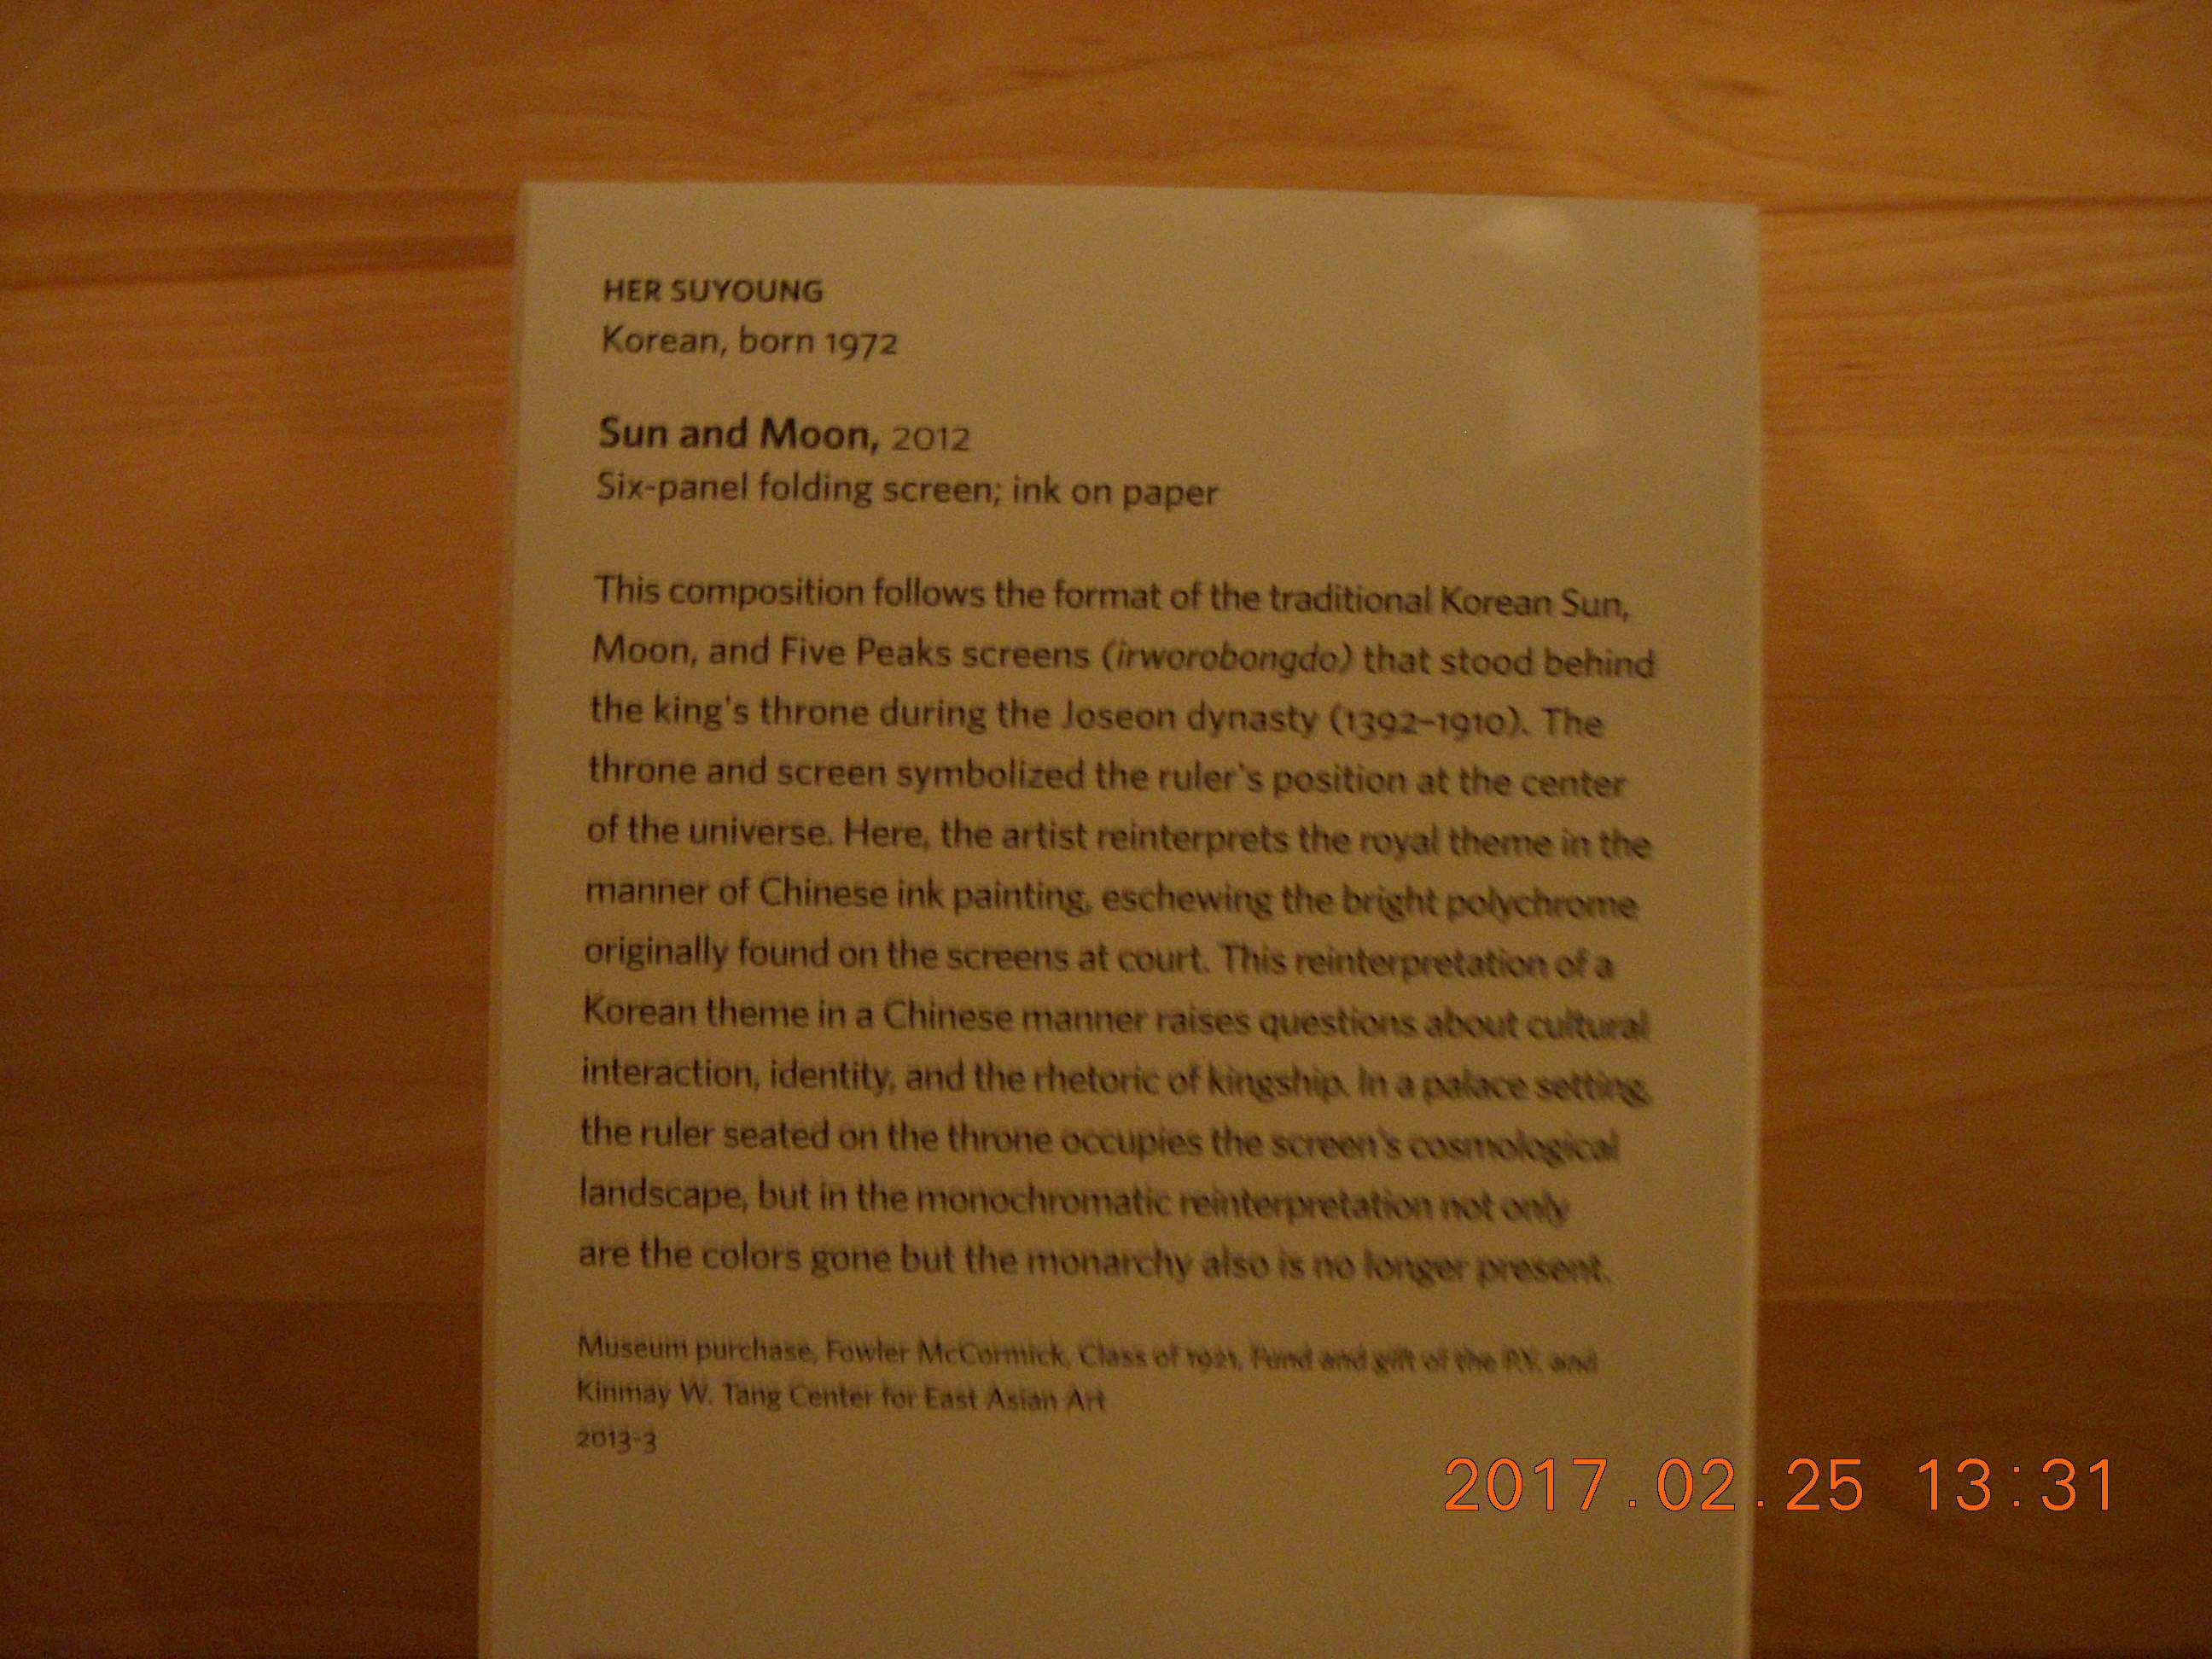 HER SUYOUNG
Korean, born 1972
Sun and Moon, 2012
Six-panel folding screen; ink on paper
This composition follows the format of the traditional Korean Sun,
Moon, and Five Peaks screens (irworobongdo) that stood behind
the king's throne during the Joseon dynasty (1392–1910). The
throne and screen symbolized the ruler's position at the center
of the universe. Here, the artist reinterprets the royal theme in the
manner of Chinese ink painting, eschewing the bright polychrome
originally found on the screens at court. This reinterpretation of a
Korean theme in a Chinese manner raises questions about cultural
interaction, identity, and the rhetoric of kingship. In a palace setting
the ruler seated on the throne occupies the screen's cosmological
landscape, but in the monochromatic reinterpretation not only
are the colors gone but the monarchy also is no longer present.
Museum purchase, Fowler McCormick, Class of 1921, Fund and gift of the P.Y. and
Kinmay W. Tang Center for East Asian Art
2013-3
2017.02.25 13:31